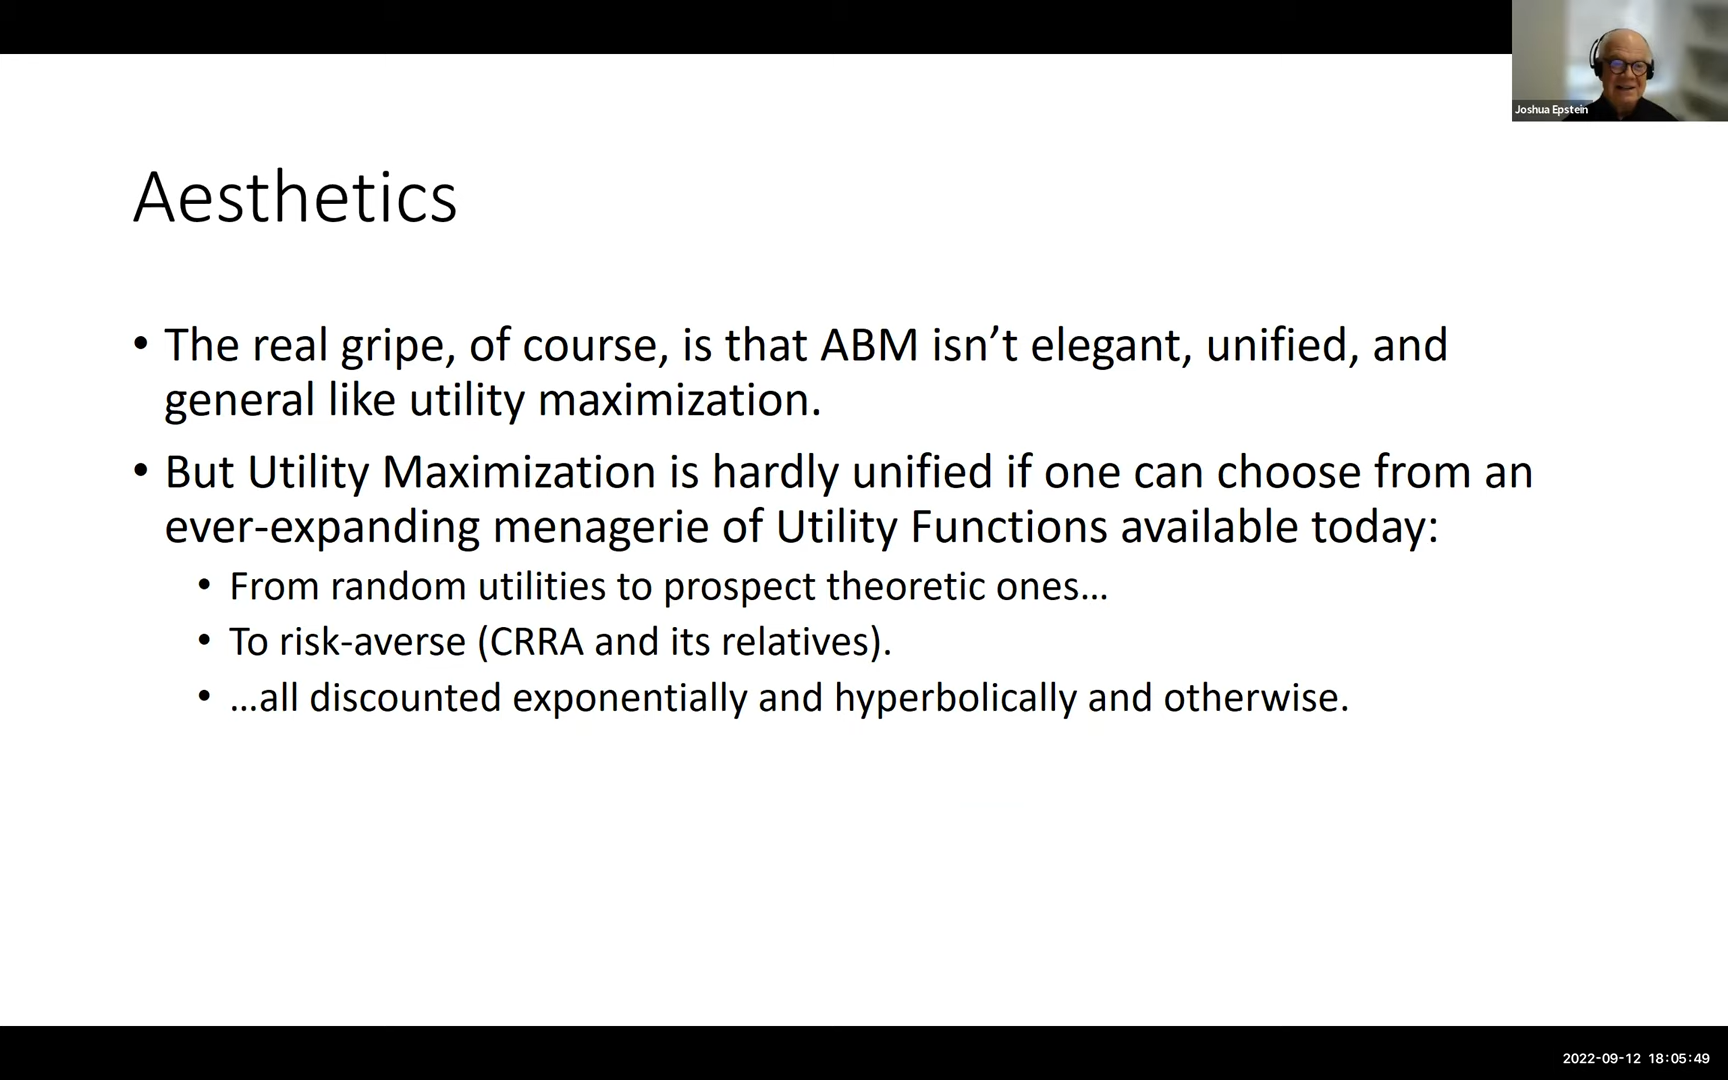 Joshua Epstein
Aesthetics
• The real gripe, of course, is that ABM isn’t elegant, unified, and
general like utility maximization.
• But Utility Maximization is hardly unified if one can choose from an
ever-expanding menagerie of Utility Functions available today:
• From random utilities to prospect theoretic ones…
• To risk-averse (CRRA and its relatives).
• …all discounted exponentially and hyperbolically and otherwise.
2022-09-12 18:05:49